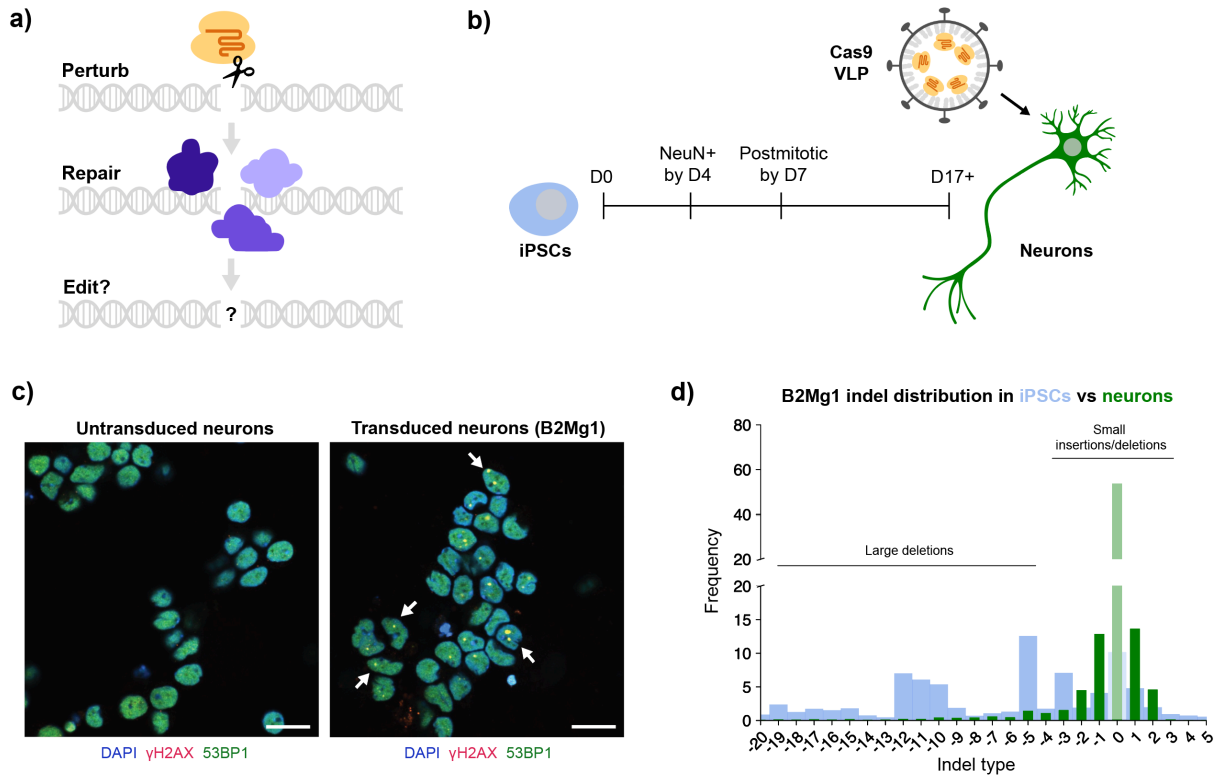 a)
Perturb
Repair
Edit?
?
b)
Cas9
VLP
NeuN+
by D4
Postmitotic
by D7
D0
D17+
iPSCs
Neurons
c)
Untransduced neurons
Transduced neurons (B2Mg1)
DAPI γH2AX 53BP1
DAPI γH2AX 53BP1
d)
B2Mg1 indel distribution in iPSCs vs neurons
Small
insertions/deletions
Large deletions
Frequency
80
60
40
20
20
15
10
5
0
-20 -19 -18 -17 -16 -15 -14 -13 -12 -11 -10 -9 -8 -7 -6 -5 -4 -3 -2 -1 0 1 2 3 4 5
Indel type